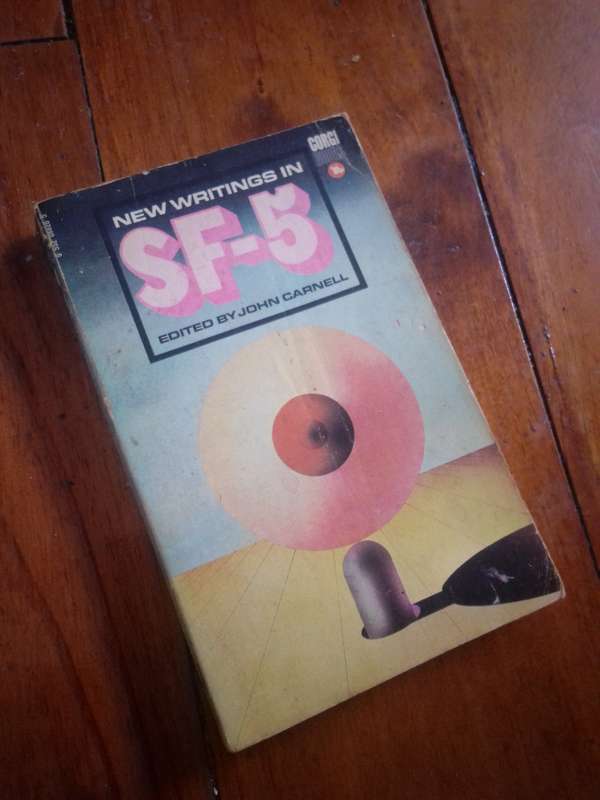 CORGI
NEW WRITINGS IN
SF-5
EDITED BY JOHN CARNELL